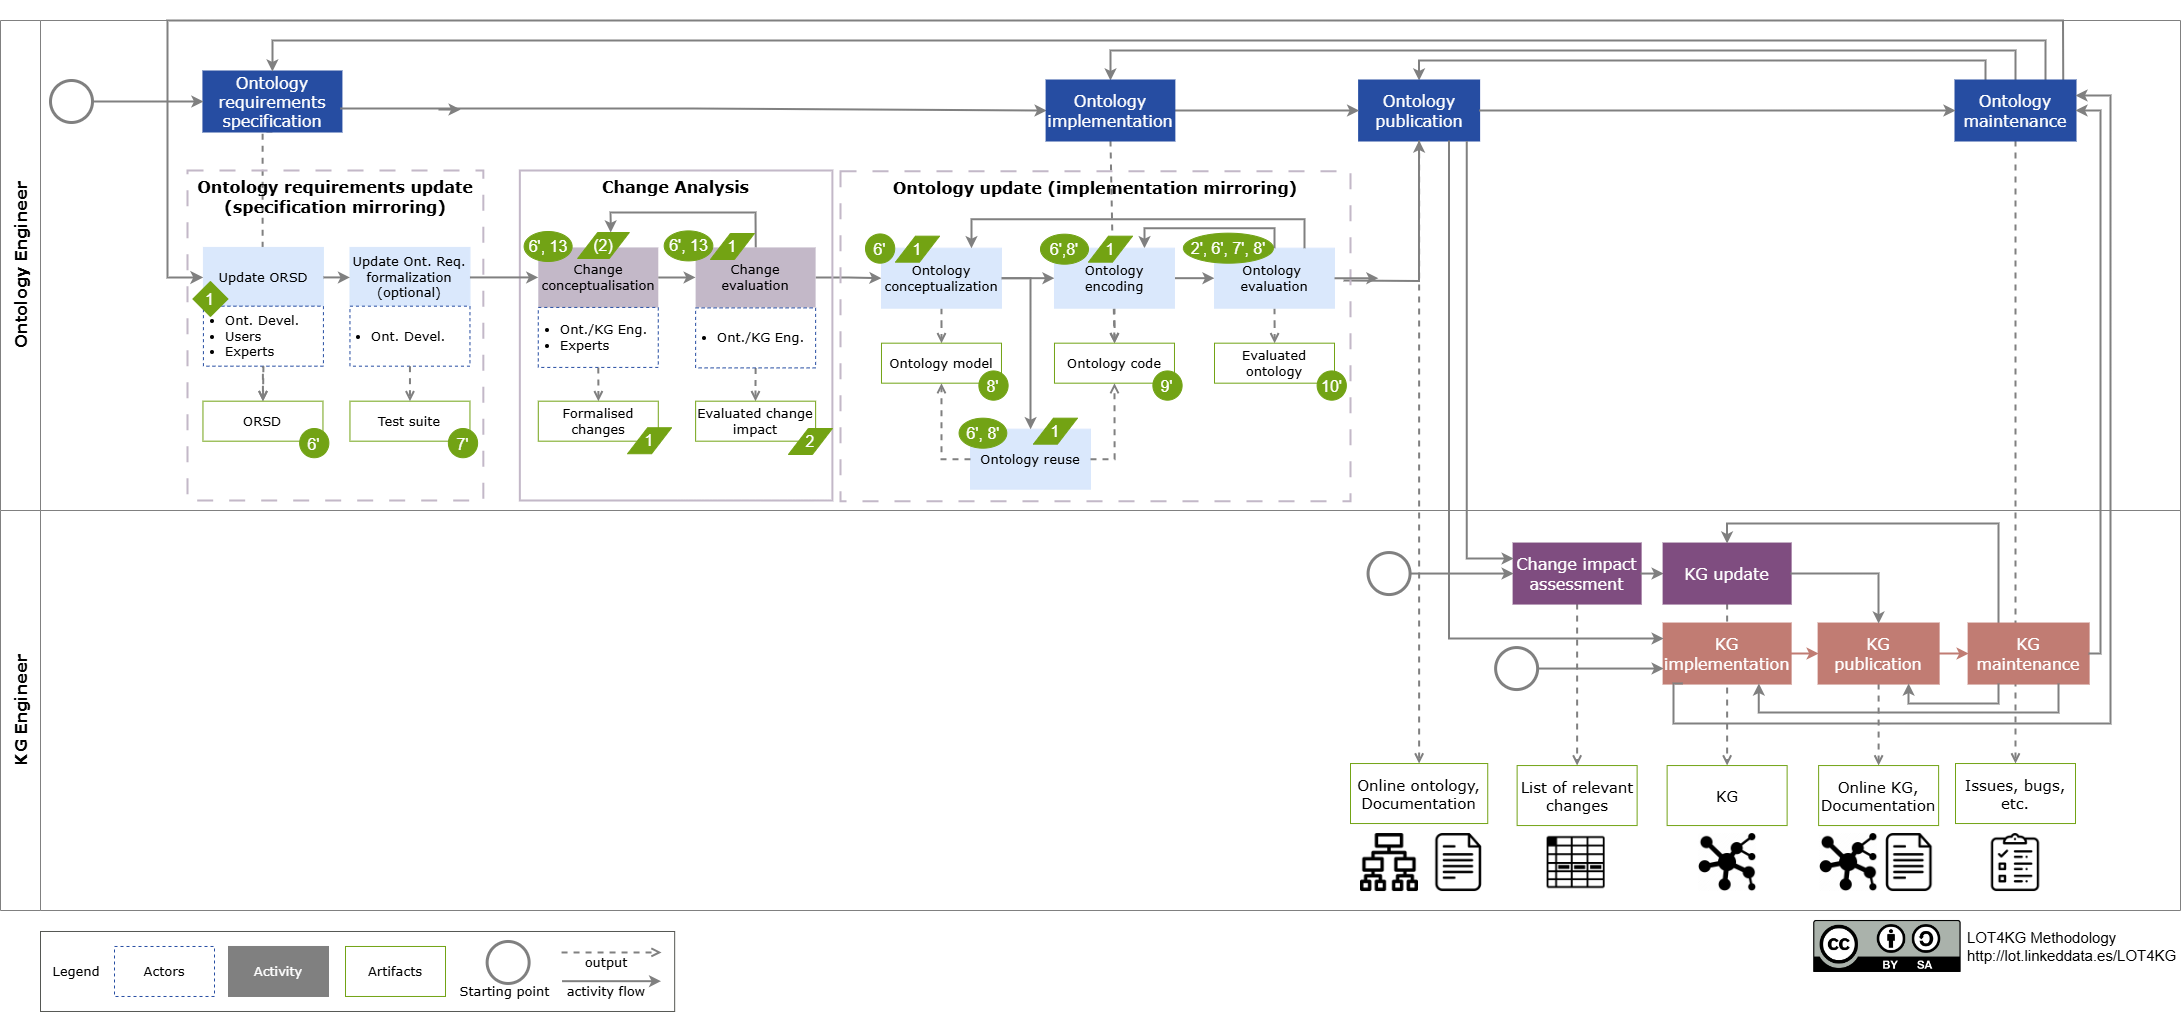 Ontology Engineer
Ontology
requirements
specification
Ontology
implementation
Ontology
publication
Ontology
maintenance
Ontology requirements update
(specification mirroring)
Update ORSD
1
• Ont. Devel.
• Users
• Experts
ORSD
6'
Update Ont. Req.
formalization
(optional)
• Ont. Devel.
Test suite
7'
Change Analysis
6', 13
(2)
Change
conceptualisation
• Ont./KG Eng.
• Experts
Formalised
changes
1
6', 13
1
Change
evaluation
• Ont./KG Eng.
Evaluated change
impact
2
Ontology update (implementation mirroring)
6'
1
Ontology
conceptualization
Ontology model
8'
6',8'
1
Ontology
encoding
Ontology code
9'
2', 6', 7', 8'
Ontology
evaluation
Evaluated
ontology
10'
6', 8'
1
Ontology reuse
KG Engineer
Change impact
assessment
KG update
KG
implementation
KG
publication
KG
maintenance
Online ontology,
Documentation
List of relevant
changes
KG
Online KG,
Documentation
Issues, bugs,
etc.
Legend
Actors
Activity
Artifacts
Starting point
output
activity flow
cc
BY SA
LOT4KG Methodology
http://lot.linkeddata.es/LOT4KG